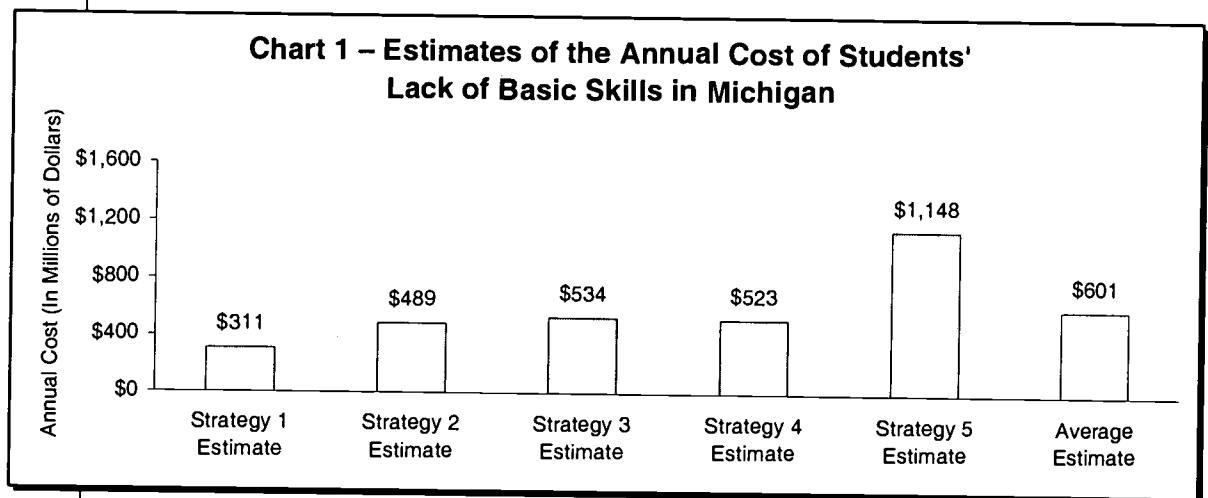 Chart 1 – Estimates of the Annual Cost of Students'
Lack of Basic Skills in Michigan
Annual Cost (In Millions of Dollars)
$1,600
$1,200
$800
$400
$0
$311
$489
$534
$523
$1,148
$601
Strategy 1
Estimate
Strategy 2
Estimate
Strategy 3
Estimate
Strategy 4
Estimate
Strategy 5
Estimate
Average
Estimate